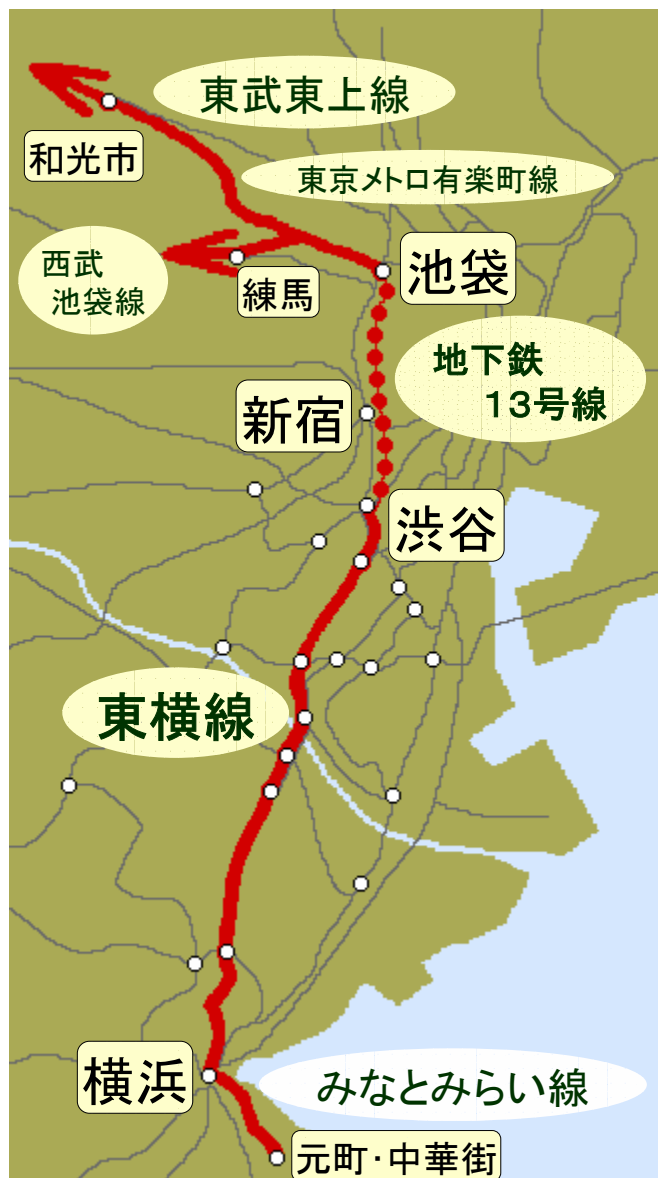 東武東上線
和光市
東京メトロ有楽町線
西武
池袋線
練馬
池袋
地下鉄
13号線
新宿
渋谷
東横線
横浜
みなとみらい線
元町・中華街